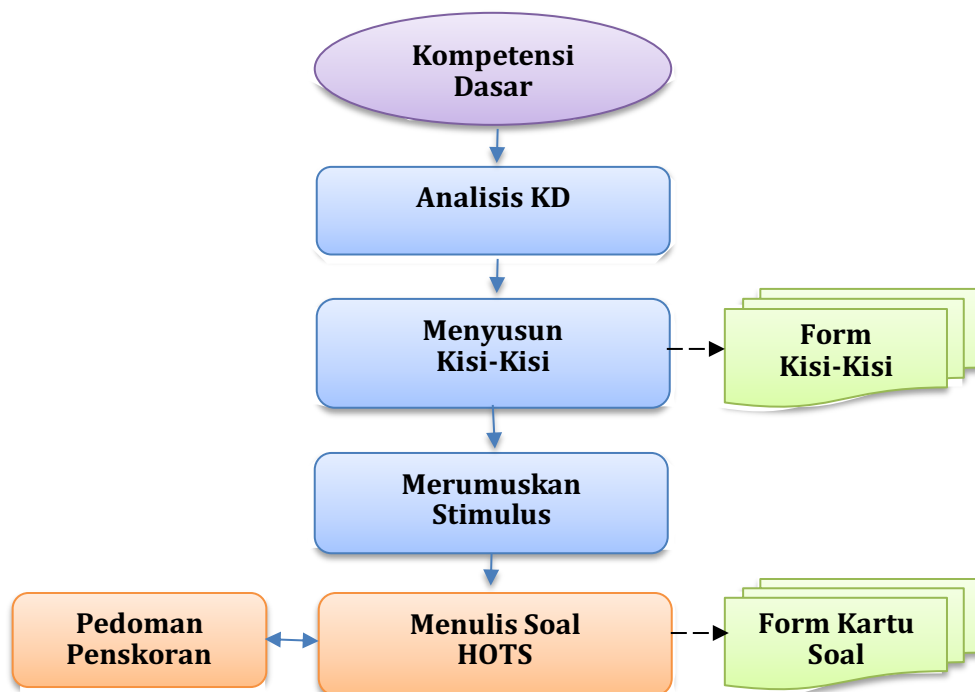 Kompetensi
Dasar
Analisis KD
Menyusun
Kisi-Kisi
Form
Kisi-Kisi
Merumuskan
Stimulus
Pedoman
Penskoran
Menulis Soal
HOTS
Form Kartu
Soal